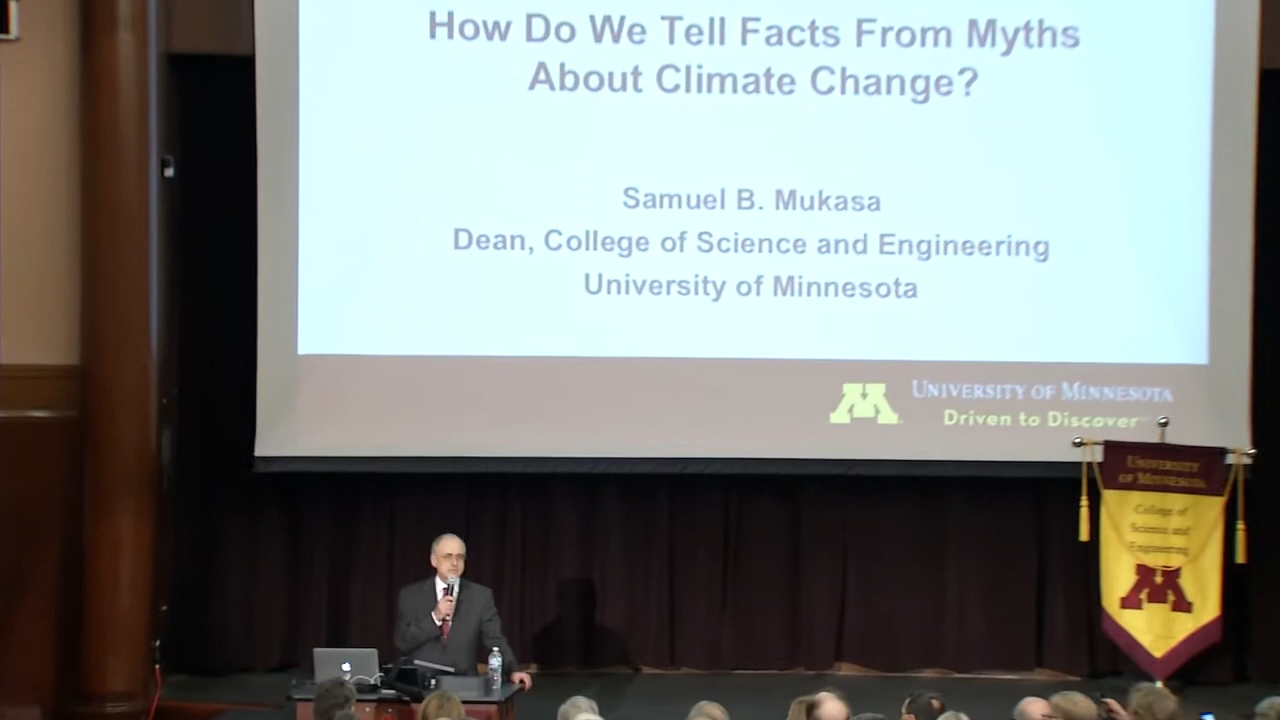 How Do We Tell Facts From Myths
About Climate Change?
Samuel B. Mukasa
Dean, College of Science and Engineering
University of Minnesota
M
UNIVERSITY OF MINNESOTA
Driven to Discover
UNIVERSITY
OF MINNESOTA
College of
Science and
Engineering
M